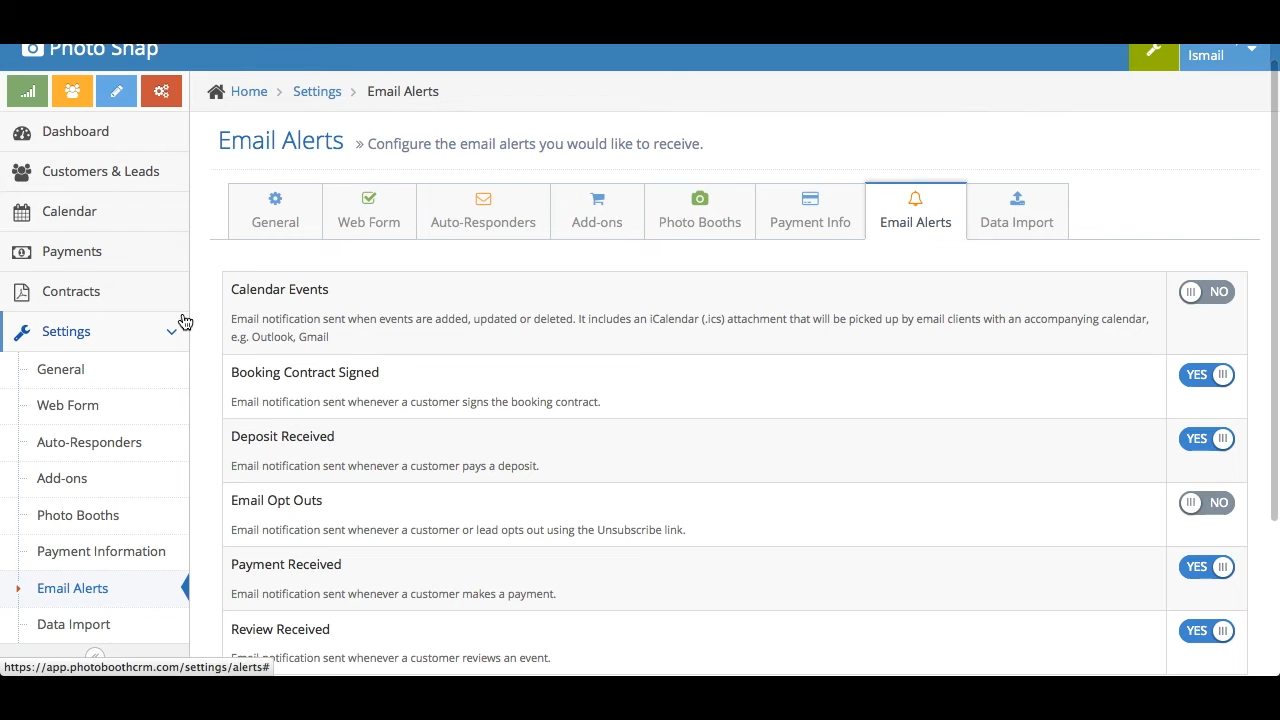 Photo Snap
Ismail
Home > Settings > Email Alerts
Dashboard
Customers & Leads
Calendar
Payments
Contracts
Settings
General
Web Form
Auto-Responders
Add-ons
Photo Booths
Payment Information
Email Alerts
Data Import
Email Alerts » Configure the email alerts you would like to receive.
General Web Form Auto-Responders Add-ons Photo Booths Payment Info Email Alerts Data Import
Calendar Events NO
Email notification sent when events are added, updated or deleted. It includes an iCalendar (.ics) attachment that will be picked up by email clients with an accompanying calendar,
e.g. Outlook, Gmail
Booking Contract Signed YES
Email notification sent whenever a customer signs the booking contract.
Deposit Received YES
Email notification sent whenever a customer pays a deposit.
Email Opt Outs NO
Email notification sent whenever a customer or lead opts out using the Unsubscribe link.
Payment Received YES
Email notification sent whenever a customer makes a payment.
Review Received YES
notification sent whenever a customer reviews an event.
https://app.photoboothcrm.com/settings/alerts#